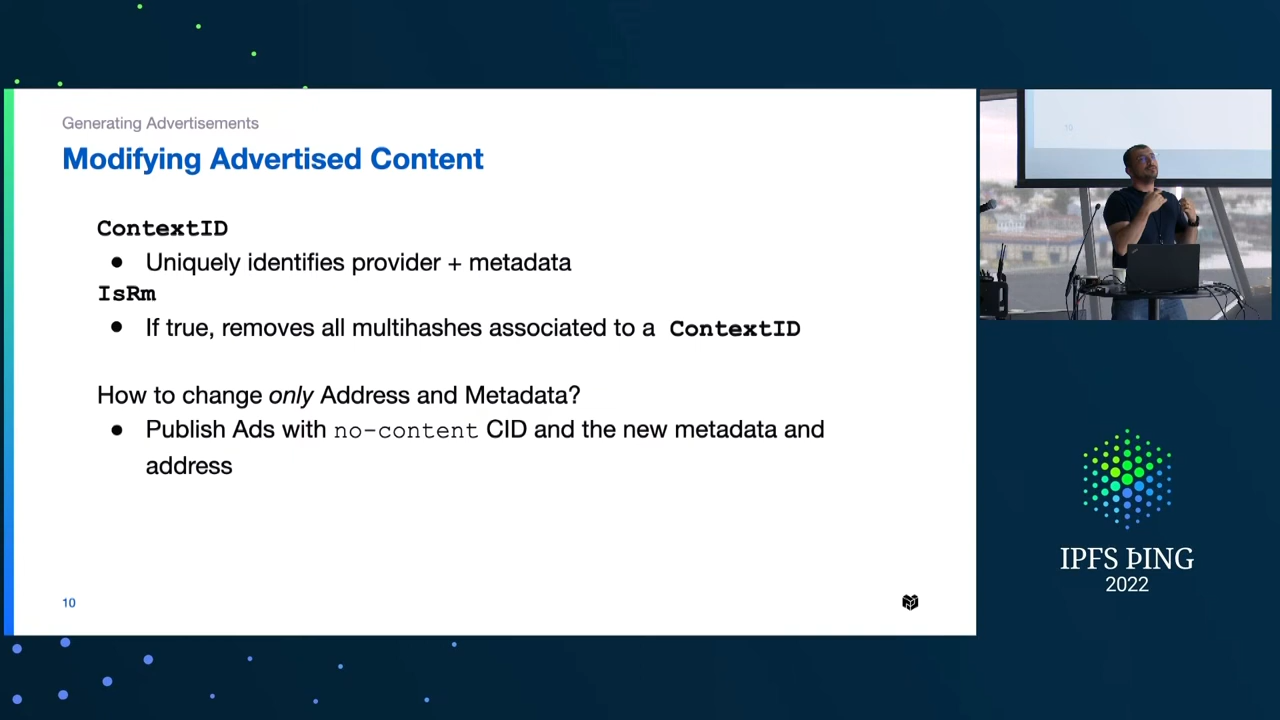 Generating Advertisements
Modifying Advertised Content
ContextID
● Uniquely identifies provider + metadata
IsRm
● If true, removes all multihashes associated to a ContextID
How to change only Address and Metadata?
● Publish Ads with no-content CID and the new metadata and
address
10
10
IPFS ÞING
2022